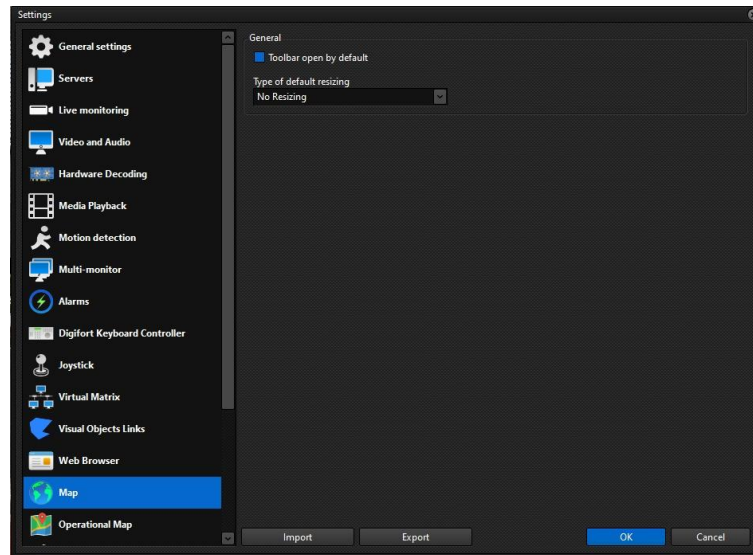 Settings
General settings
Servers
Live monitoring
Video and Audio
Hardware Decoding
Media Playback
Motion detection
Multi-monitor
Alarms
Digifort Keyboard Controller
Joystick
Virtual Matrix
Visual Objects Links
Web Browser
Map
Operational Map
General
Toolbar open by default
Type of default resizing
No Resizing
Import Export OK Cancel